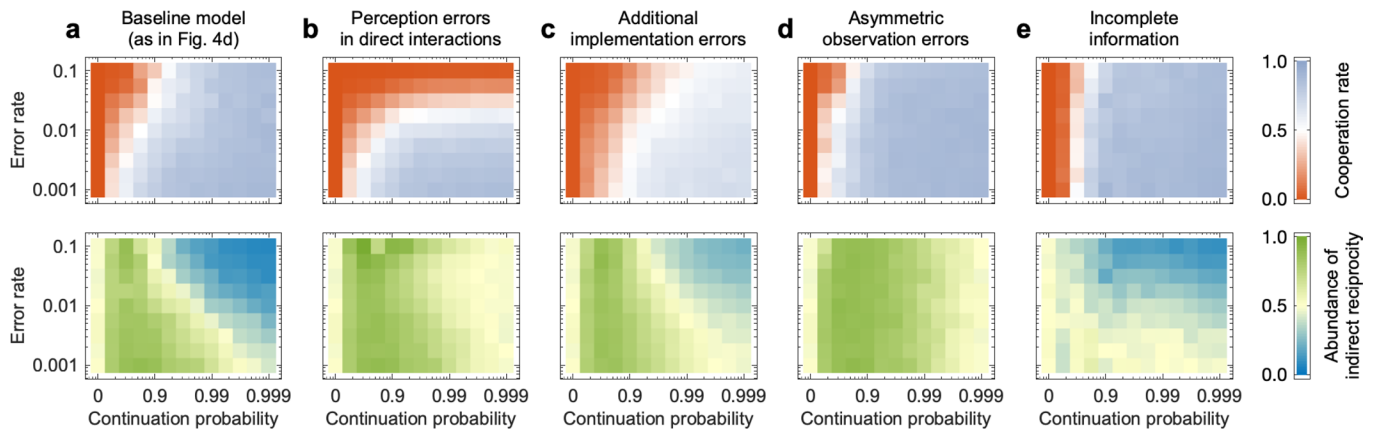 a
Baseline model
(as in Fig. 4d)
b
Perception errors
in direct interactions
c
Additional
implementation errors
d
Asymmetric
observation errors
e
Incomplete
information
Error rate
0.1
0.01
0.001
1.0
0.5
0.0
Cooperation rate
Error rate
0.1
0.01
0.001
1.0
0.5
0.0
Abundance of
indirect reciprocity
0 0.9 0.99 0.999
0 0.9 0.99 0.999
0 0.9 0.99 0.999
0 0.9 0.99 0.999
0 0.9 0.99 0.999
Continuation probability
Continuation probability
Continuation probability
Continuation probability
Continuation probability